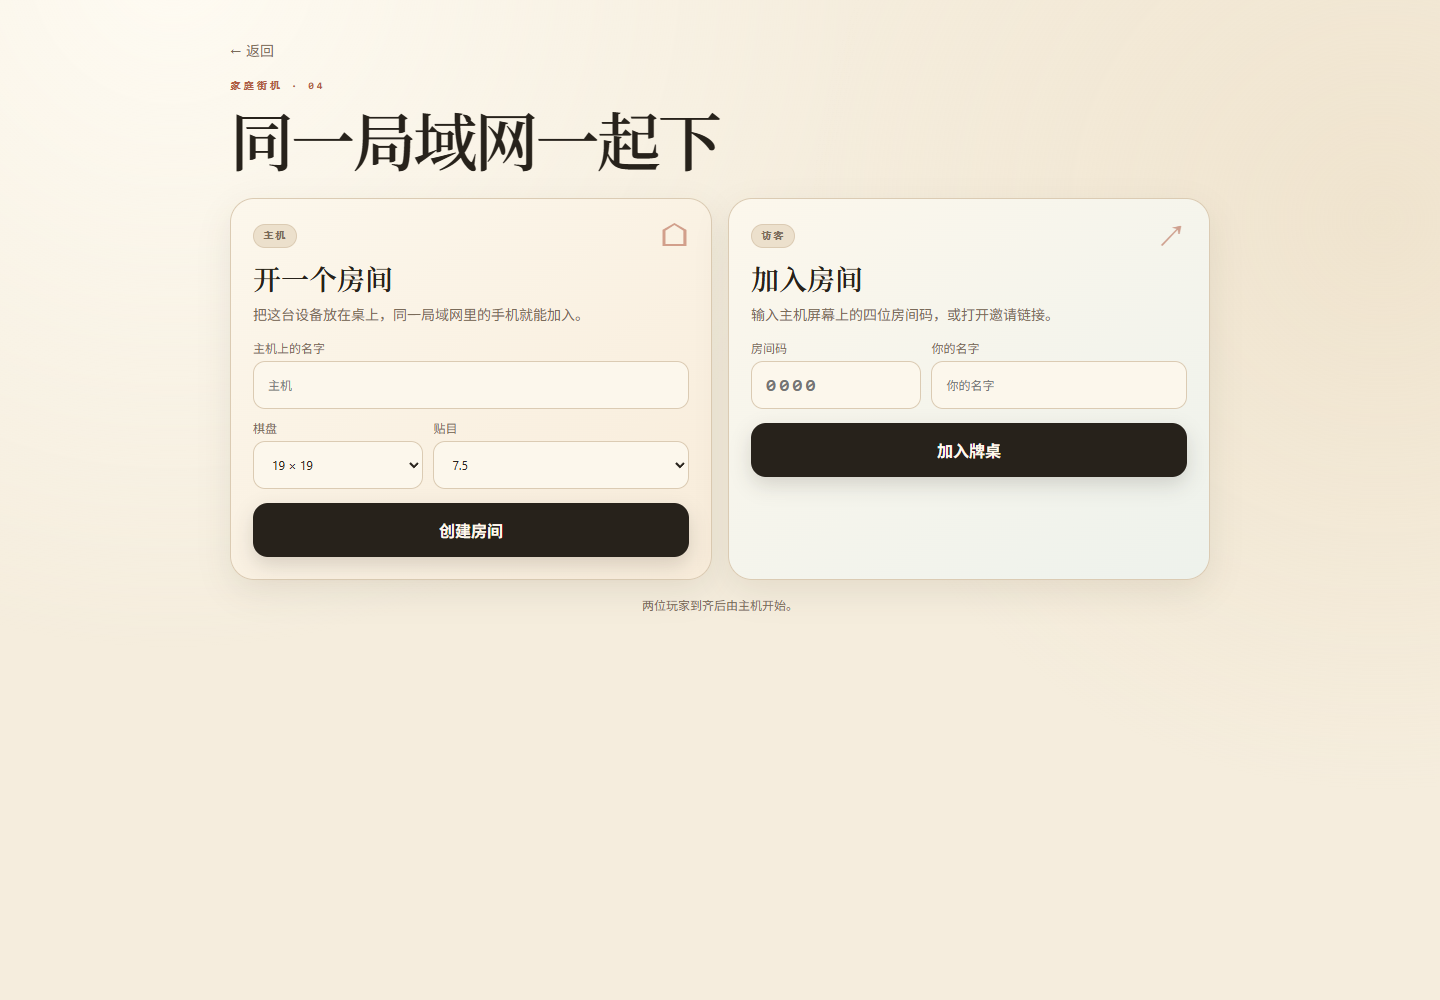 ← 返回
家庭街机 · 04
同一局域网一起下
主机
开一个房间
把这台设备放在桌上，同一局域网里的手机就能加入。
主机上的名字
主机
棋盘
贴目
19 × 19
7.5
创建房间
访客
加入房间
输入主机屏幕上的四位房间码，或打开邀请链接。
房间码
你的名字
0000
你的名字
加入牌桌
两位玩家到齐后由主机开始。